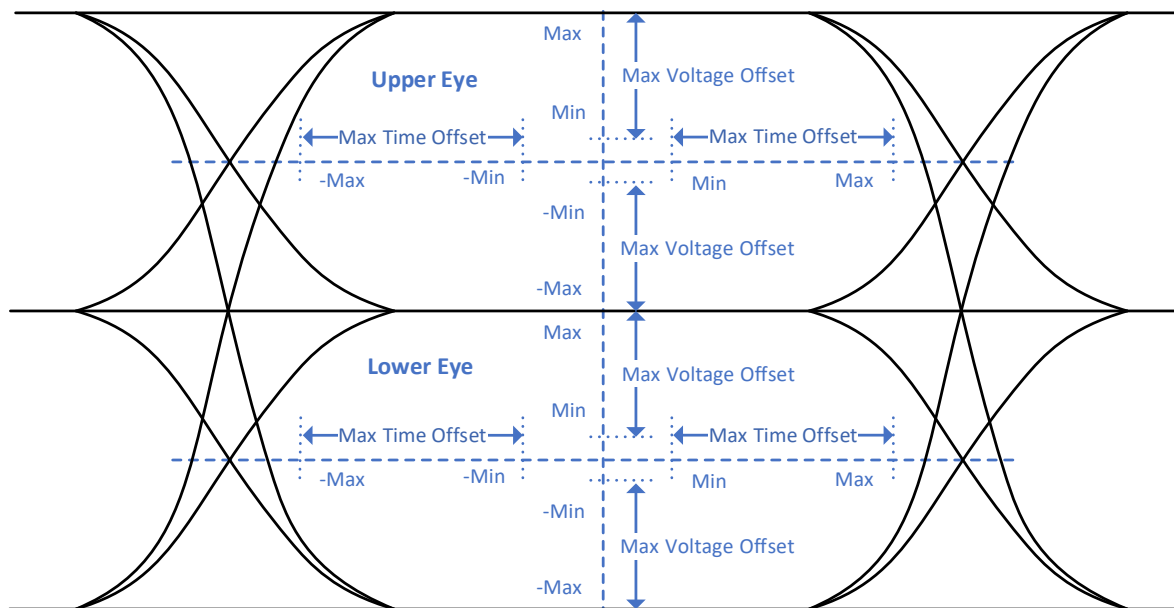 Max
Upper Eye
Max Voltage Offset
Min
Max Time Offset
Max Time Offset
-Max
-Min
Min
Max
-Min
Max Voltage Offset
-Max
Max
Lower Eye
Max Voltage Offset
Min
Max Time Offset
Max Time Offset
-Max
-Min
Min
Max
-Min
Max Voltage Offset
-Max